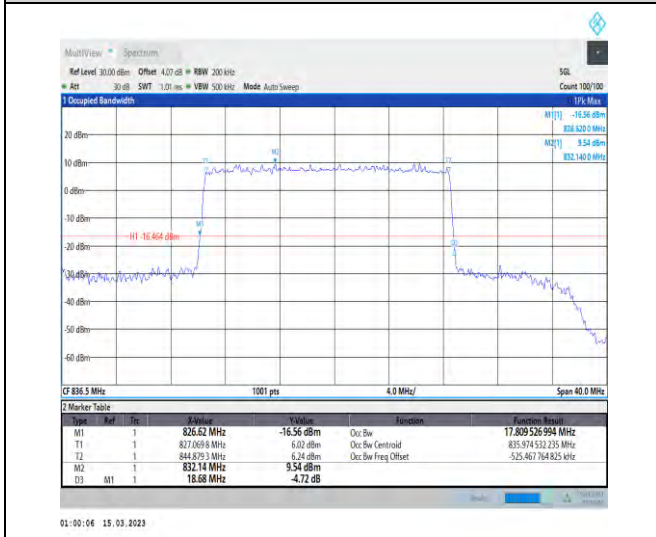 MultiView Spectrum
Ref Level 30.00 dBm Offset 4.07 dB RBW 200 kHz SGL
Att 30 dB SWT 1.01 ms VBW 500 kHz Mode Auto Sweep Count 100/100
1 Occupied Bandwidth 1Pk Max
M1[1] -16.56 dBm
826.620 0 MHz
M2[1] 9.54 dBm
832.140 0 MHz
20 dBm
10 dBm
0 dBm
-10 dBm
-20 dBm
-30 dBm
-40 dBm
-50 dBm
-60 dBm
T1
M2
T2
M1
H1 -16.464 dBm
CF 836.5 MHz 1001 pts 4.0 MHz/ Span 40.0 MHz
2 Marker Table
Type Ref Trc X-Value Y-Value Function Function Result
M1 1 826.62 MHz -16.56 dBm Occ Bw 17.809 526 994 MHz
T1 1 827.069 8 MHz 6.02 dBm Occ Bw Centroid 835.974 532 235 MHz
T2 1 844.879 3 MHz 6.24 dBm Occ Bw Freq Offset -525.467 764 825 kHz
M2 1 832.14 MHz 9.54 dBm
D3 M1 1 18.68 MHz -4.72 dB
01:00:06 15.03.2023